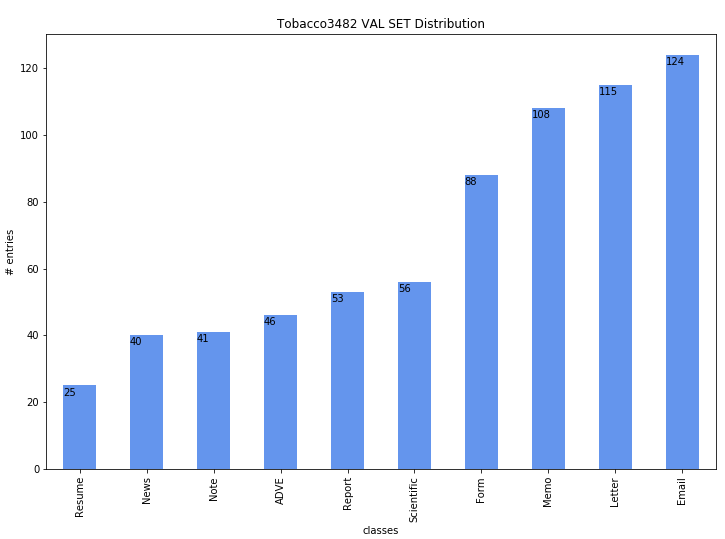 Tobacco3482 VAL SET Distribution
# entries
120
100
80
60
40
20
0
25
40
41
46
53
56
88
108
115
124
Resume
News
Note
ADVE
Report
Scientific
Form
Memo
Letter
Email
classes